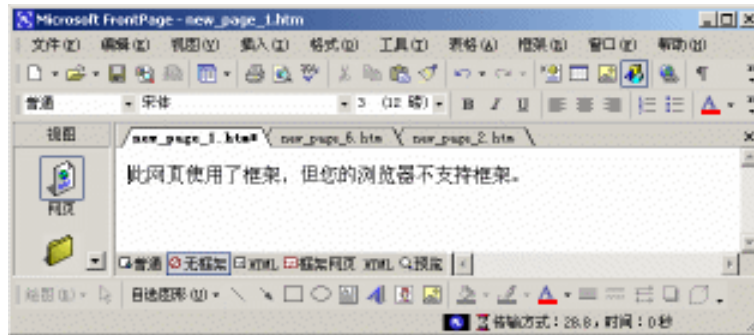 Microsoft FrontPage - new_page_1.htm
文件(F) 编辑(E) 视图(V) 插入(I) 格式(O) 工具(T) 表格(A) 框架(R) 窗口(W) 帮助(H)
普通 宋体 3 (12 磅) B I U A
视图 new_page_1.htm* new_page_6.htm new_page_2.htm
此网页使用了框架，但您的浏览器不支持框架。
网页
普通 无框架 HTML 框架网页 HTML 预览
绘图(D) 自选图形(U) A
传输方式：28.8，时间：0秒